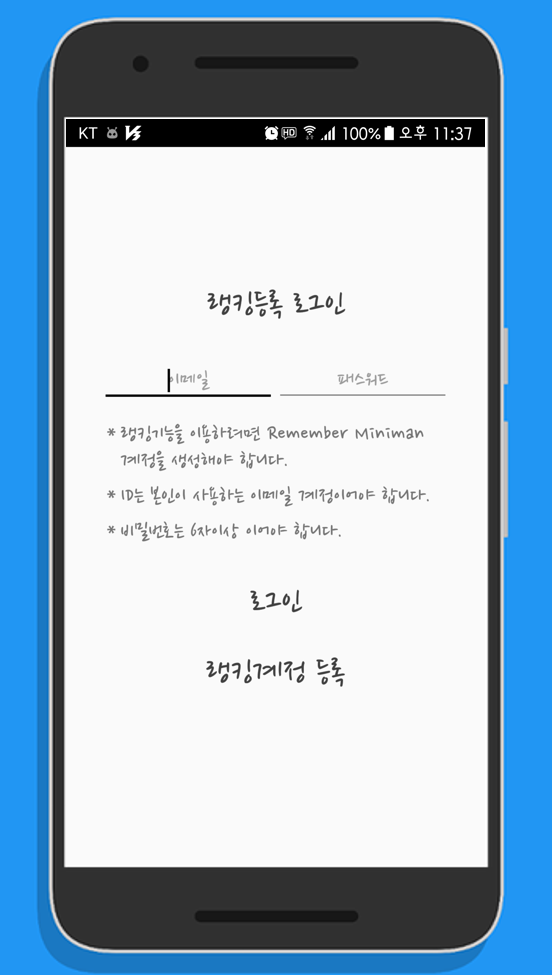 KT HD 100% 오후 11:37
랭킹등록 로그인
이메일 패스워드
* 랭킹기능을 이용하려면 Remember Miniman
계정을 생성해야 합니다.
* ID는 본인이 사용하는 이메일 계정이어야 합니다.
* 비밀번호는 6자이상 이어야 합니다.
로그인
랭킹계정 등록